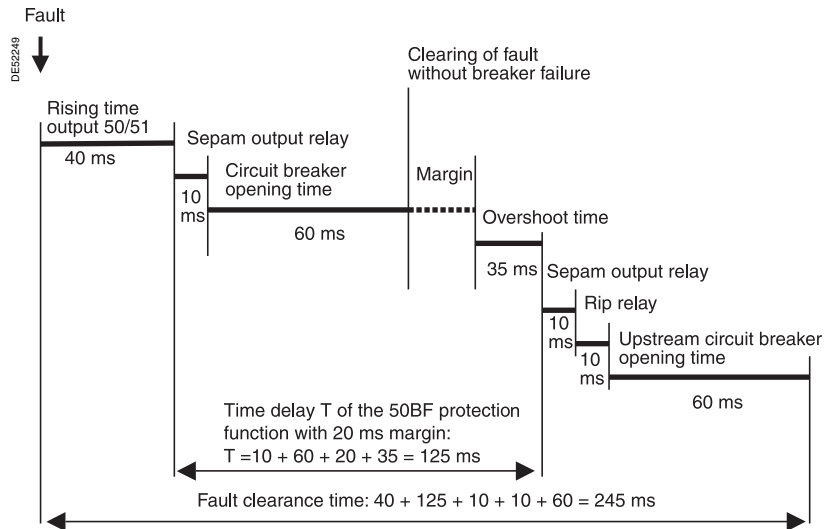 Fault
DE52249
Clearing of fault
without breaker failure
Rising time
output 50/51
40 ms
Sepam output relay
10
ms
Circuit breaker
opening time
60 ms
Margin
Overshoot time
35 ms
Sepam output relay
10
ms
Rip relay
10
ms
Upstream circuit breaker
opening time
60 ms
Time delay T of the 50BF protection
function with 20 ms margin:
T =10 + 60 + 20 + 35 = 125 ms
Fault clearance time: 40 + 125 + 10 + 10 + 60 = 245 ms